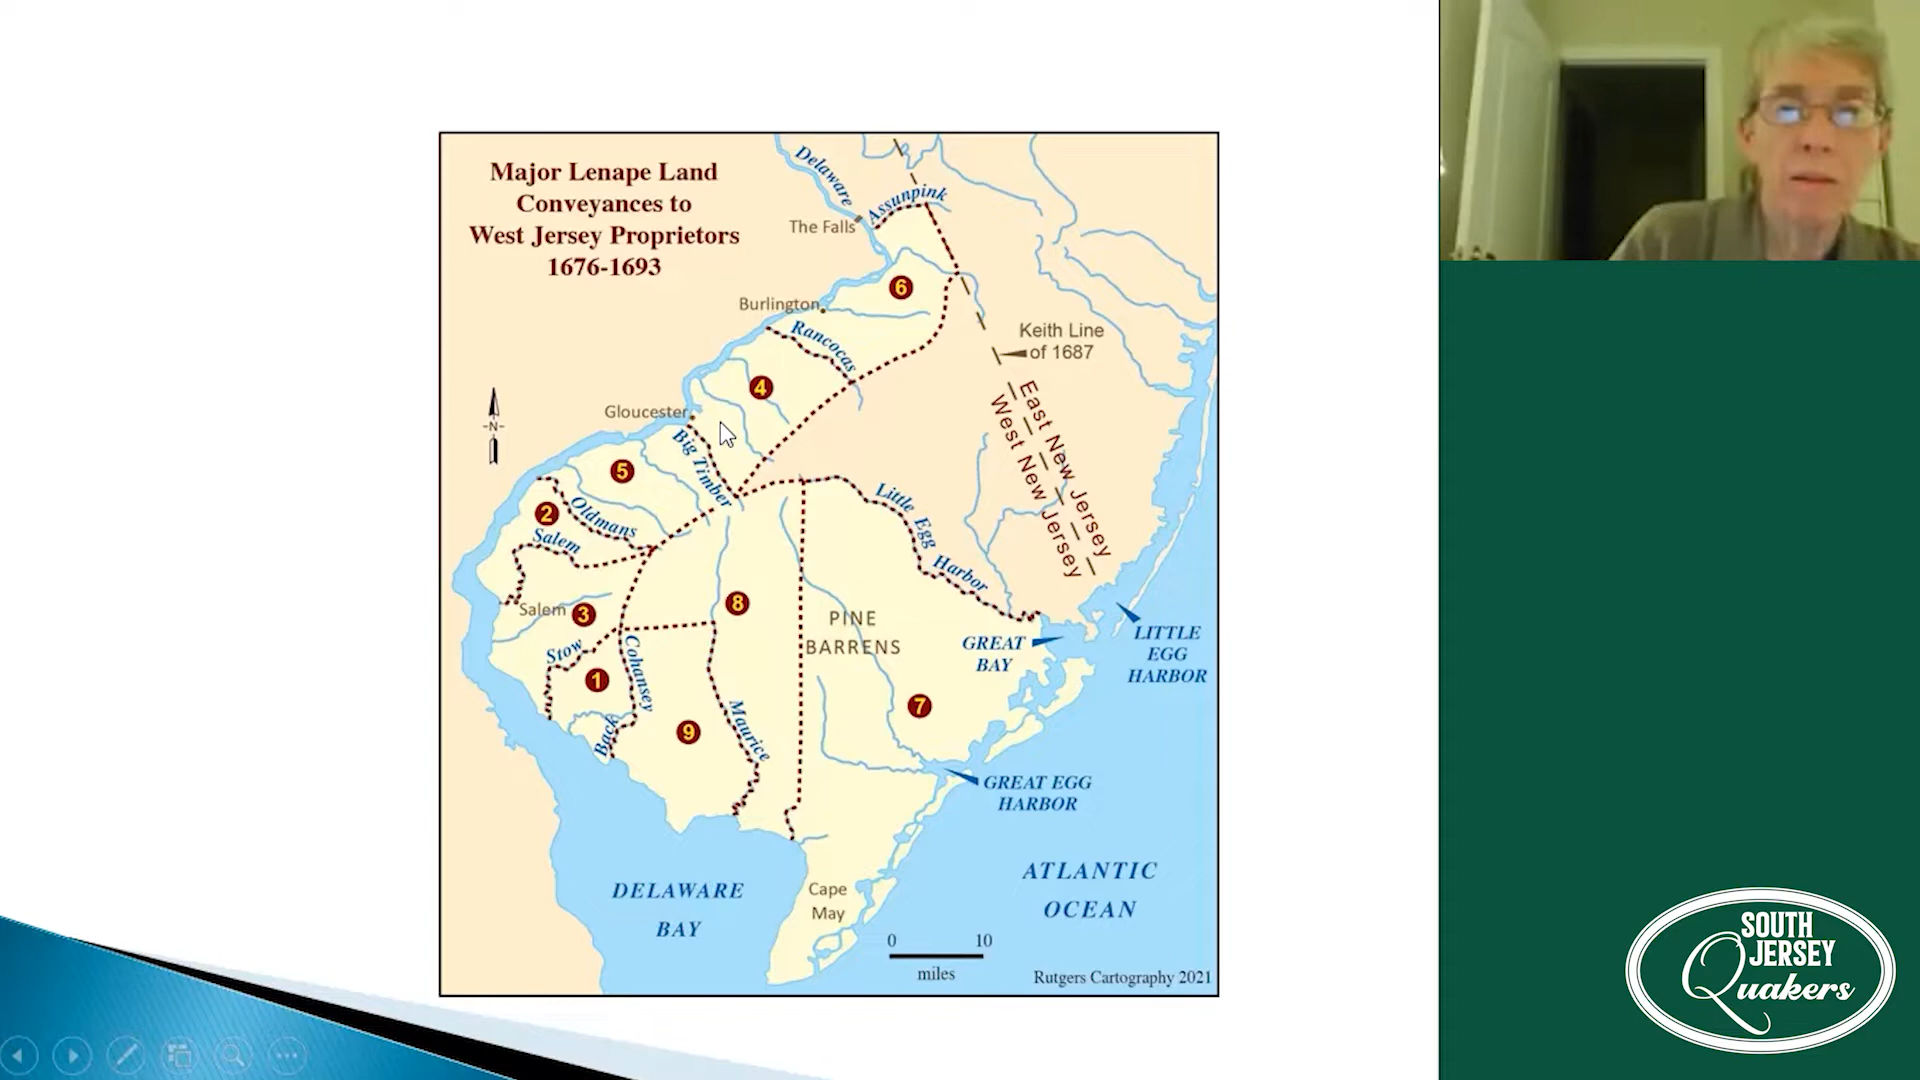 Major Lenape Land
Conveyances to
West Jersey Proprietors
1676-1693
Delaware
Assunpink
The Falls
6
Burlington
Rancocas
Keith Line
of 1687
4
East New Jersey
West New Jersey
-N-
Gloucester
Big Timber
5
2
Oldmans
Salem
Little Egg Harbor
8
Salem
3
PINE
BARRENS
Stow
Cohansey
1
GREAT
BAY
LITTLE
EGG
HARBOR
Back
9
Maurice
7
GREAT EGG
HARBOR
DELAWARE
BAY
Cape
May
ATLANTIC
OCEAN
0 10
miles
Rutgers Cartography 2021
SOUTH
JERSEY
Quakers